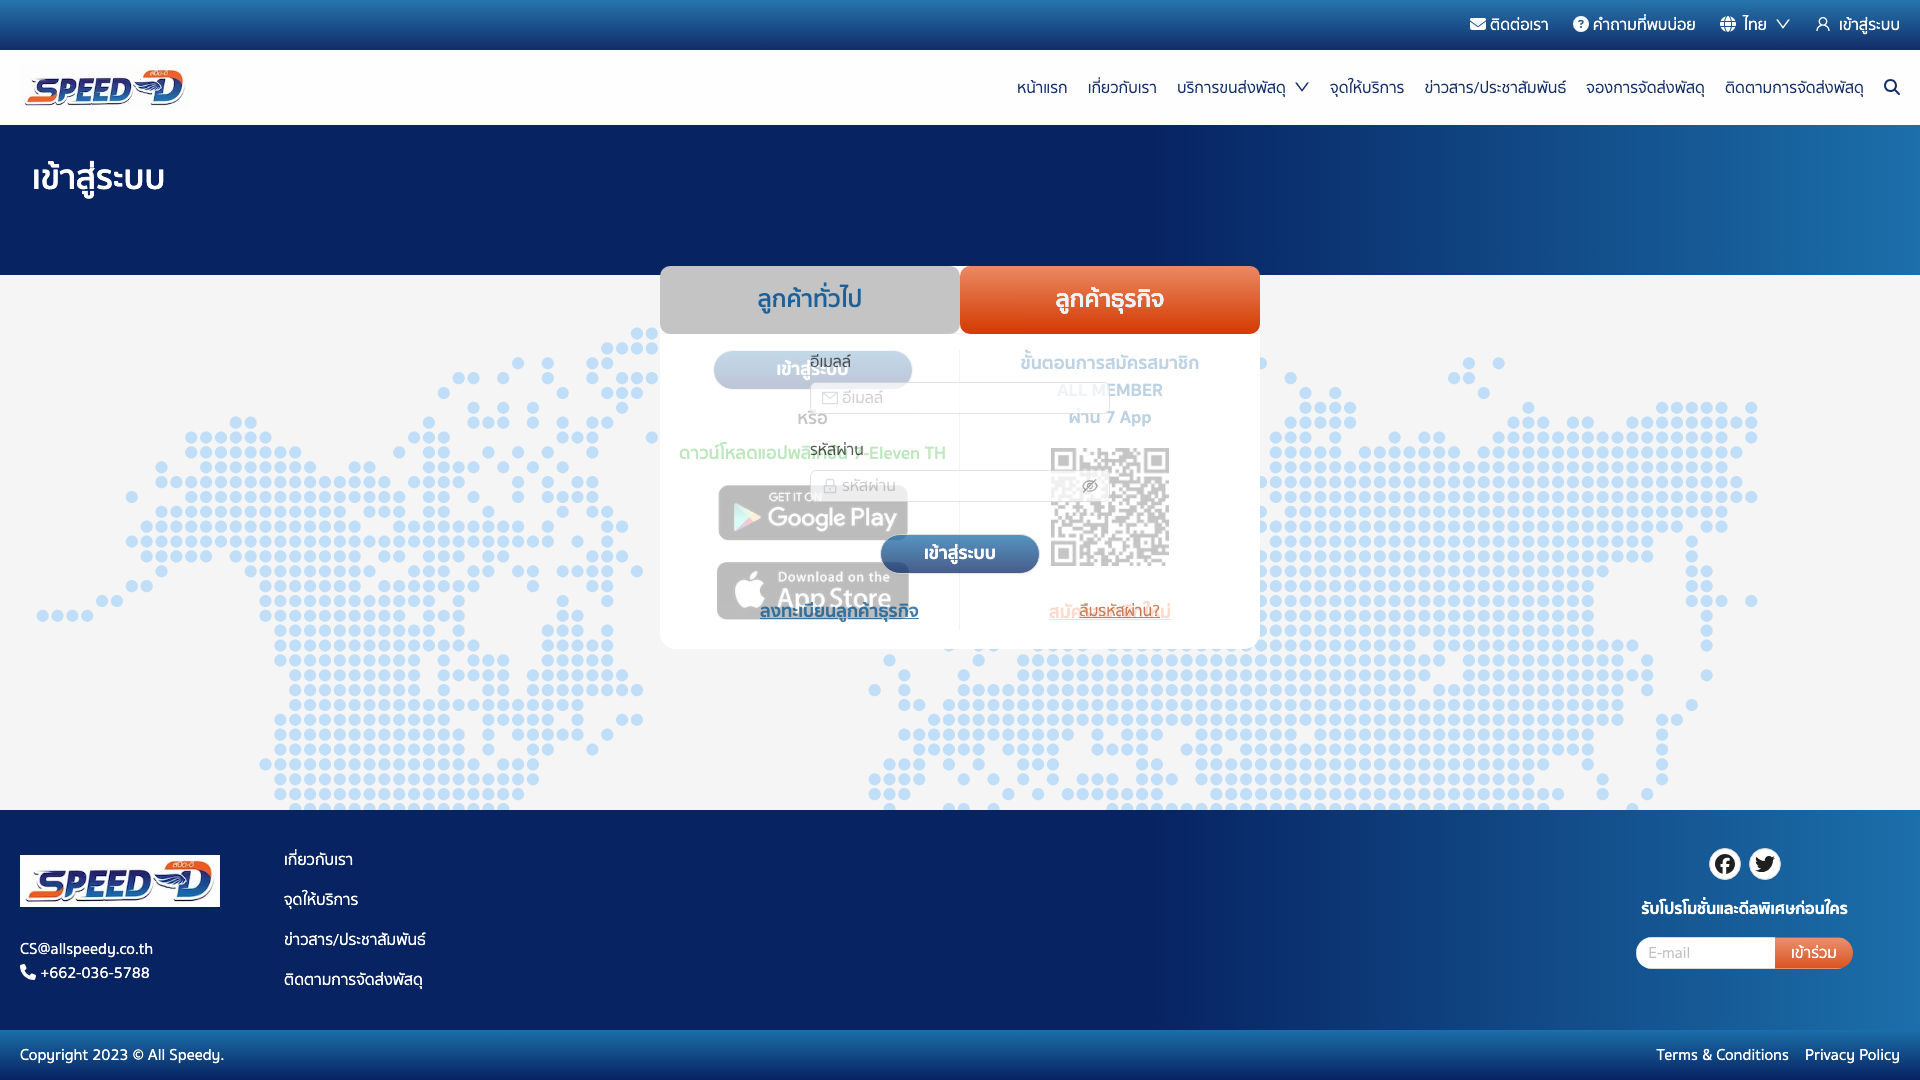 ติดต่อเรา คำถามที่พบบ่อย ไทย เข้าสู่ระบบ
สปีด-ดี
SPEED-D
หน้าแรก เกี่ยวกับเรา บริการขนส่งพัสดุ จุดให้บริการ ข่าวสาร/ประชาสัมพันธ์ จองการจัดส่งพัสดุ ติดตามการจัดส่งพัสดุ
เข้าสู่ระบบ
ลูกค้าทั่วไป ลูกค้าธุรกิจ
เข้าสู่ระบบ
หรือ
ดาวน์โหลดแอปพลิเคชัน 7-Eleven TH
GET IT ON
Google Play
Download on the
App Store
ขั้นตอนการสมัครสมาชิก
ALL MEMBER
ผ่าน 7 App
อีเมลล์
อีเมลล์
รหัสผ่าน
รหัสผ่าน
เข้าสู่ระบบ
ลงทะเบียนลูกค้าธุรกิจ
ลืมรหัสผ่าน?
สปีด-ดี
SPEED-D
CS@allspeedy.co.th
+662-036-5788
เกี่ยวกับเรา
จุดให้บริการ
ข่าวสาร/ประชาสัมพันธ์
ติดตามการจัดส่งพัสดุ
รับโปรโมชั่นและดีลพิเศษก่อนใคร
E-mail เข้าร่วม
Copyright 2023 © All Speedy.
Terms & Conditions Privacy Policy